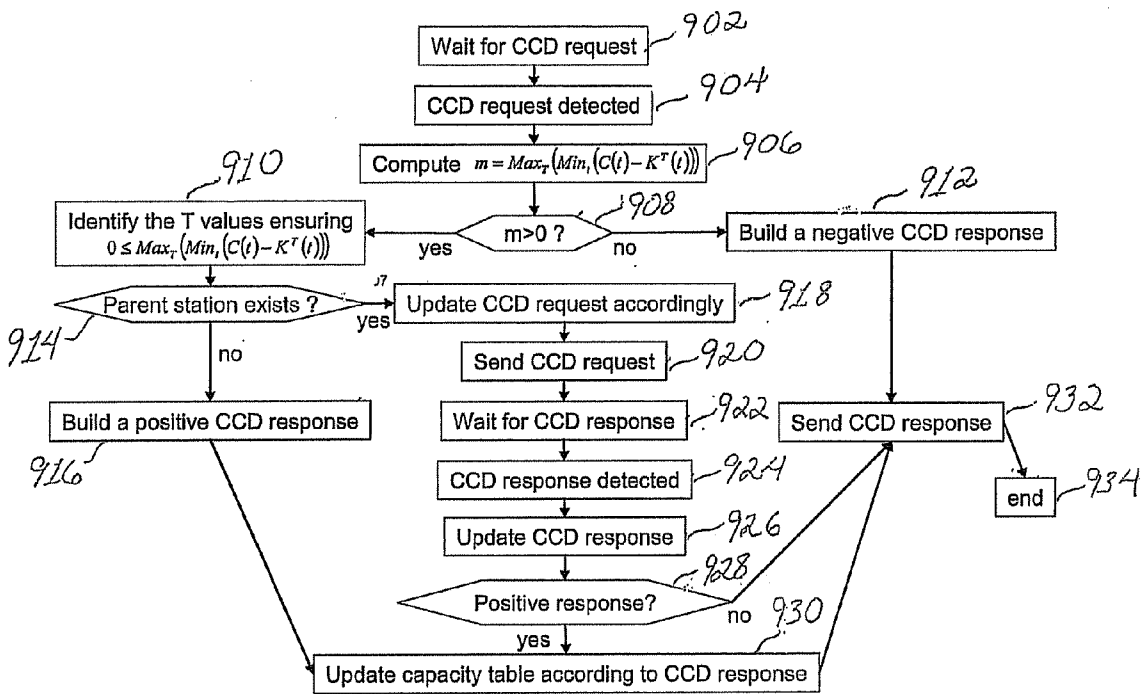 Wait for CCD request
902
CCD request detected
904
Compute m = Max_T(Min_t(C(t) − K^T(t)))
906
910
Identify the T values ensuring
0 ≤ Max_T(Min_t(C(t) − K^T(t)))
m>0 ?
908
yes
no
912
Build a negative CCD response
Parent station exists ?
914
yes
no
Update CCD request accordingly
918
Send CCD request
920
Build a positive CCD response
916
Wait for CCD response
922
Send CCD response
932
CCD response detected
924
end
934
Update CCD response
926
Positive response?
928
no
yes
930
Update capacity table according to CCD response